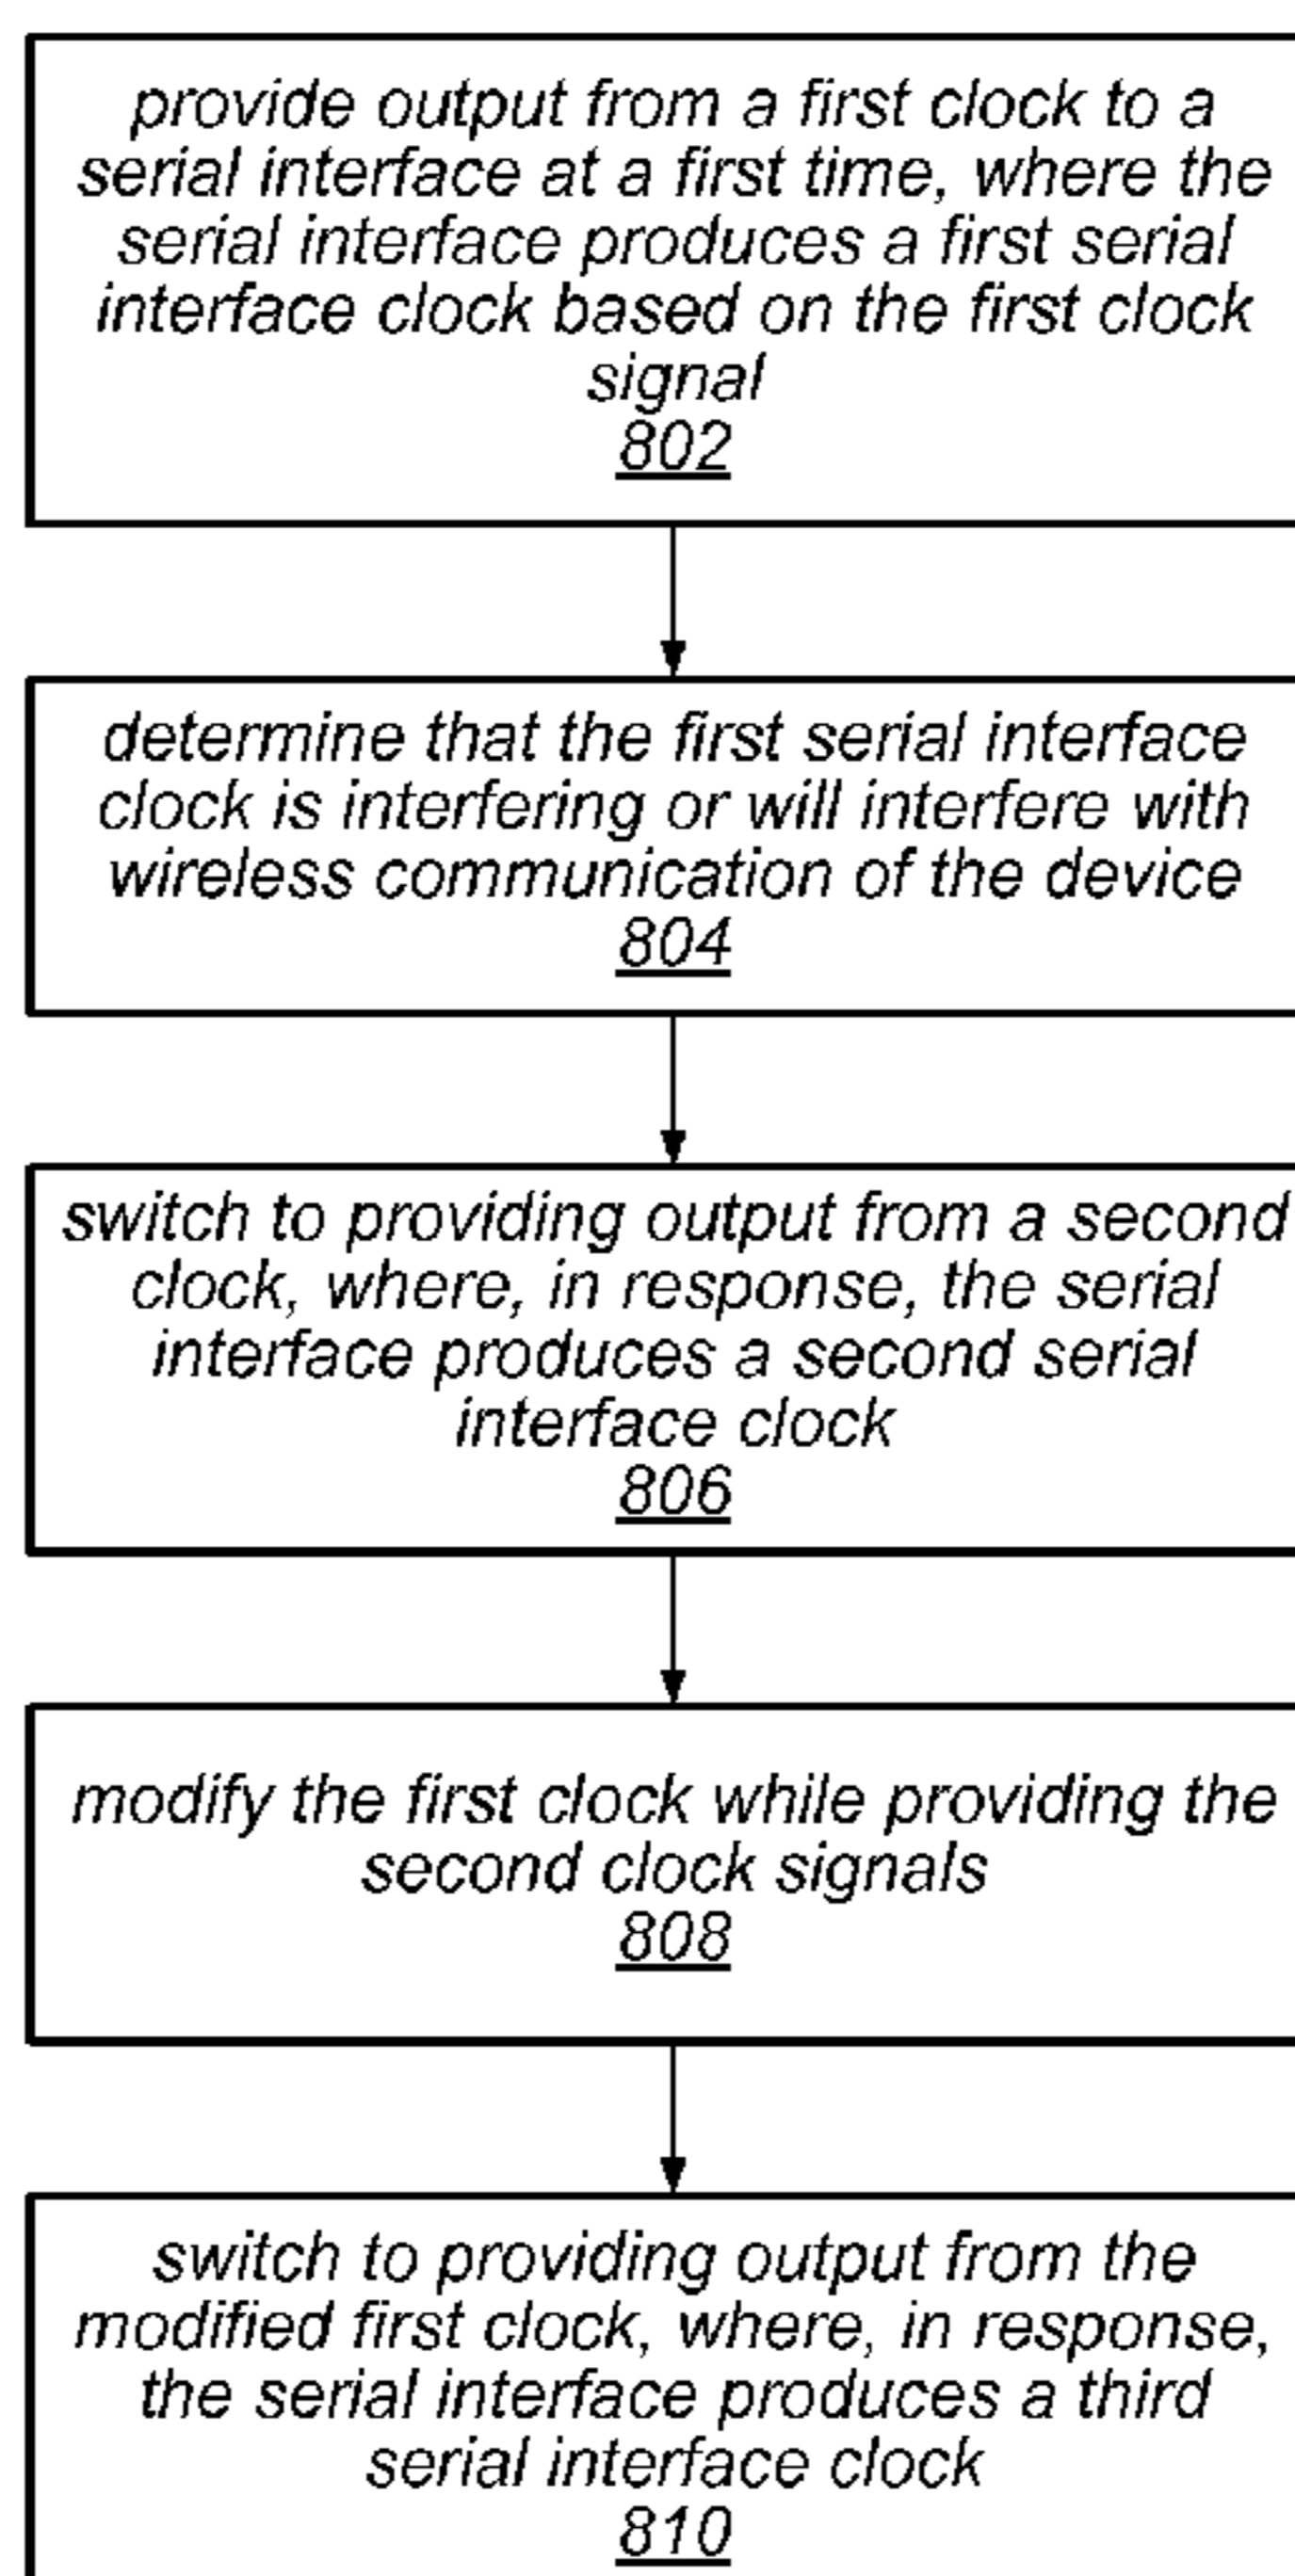 provide output from a first clock to a
serial interface at a first time, where the
serial interface produces a first serial
interface clock based on the first clock
signal
802
determine that the first serial interface
clock is interfering or will interfere with
wireless communication of the device
804
switch to providing output from a second
clock, where, in response, the serial
interface produces a second serial
interface clock
806
modify the first clock while providing the
second clock signals
808
switch to providing output from the
modified first clock, where, in response,
the serial interface produces a third
serial interface clock
810